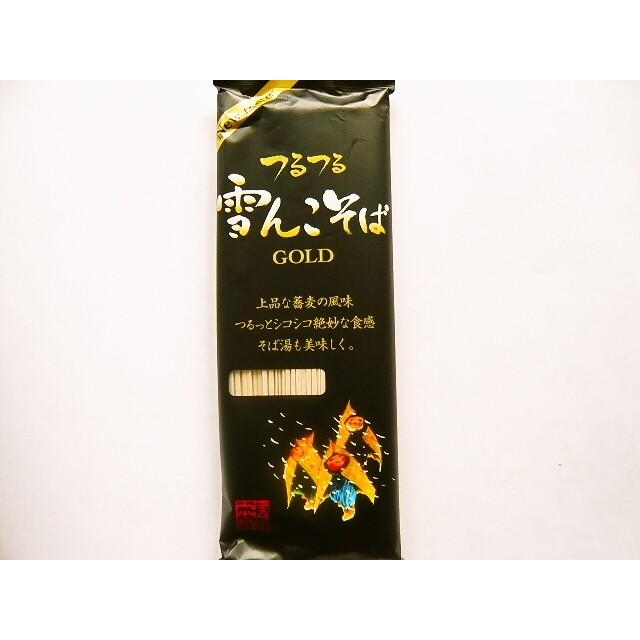 つるつる
雪んこそば
GOLD
上品な蕎麦の風味
つるっとシコシコ絶妙な食感
そば湯も美味しく。